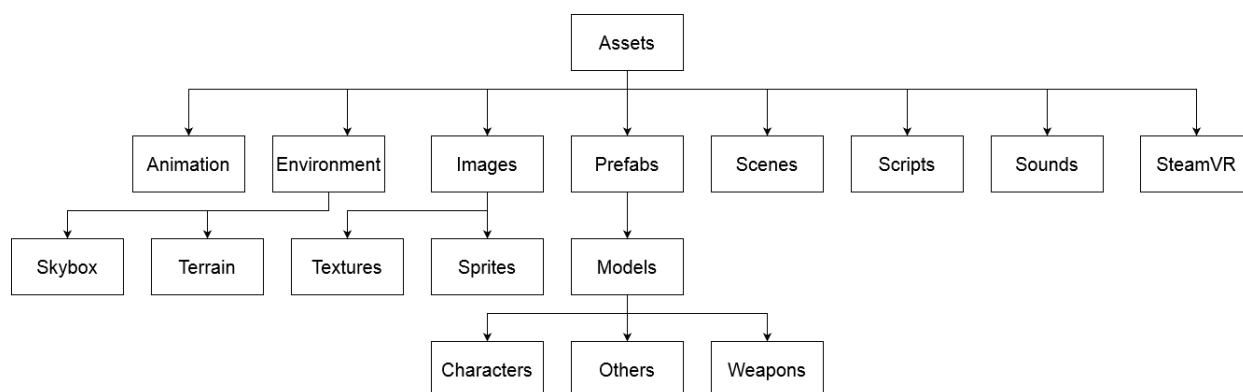 Assets
Animation
Environment
Images
Prefabs
Scenes
Scripts
Sounds
SteamVR
Skybox
Terrain
Textures
Sprites
Models
Characters
Others
Weapons